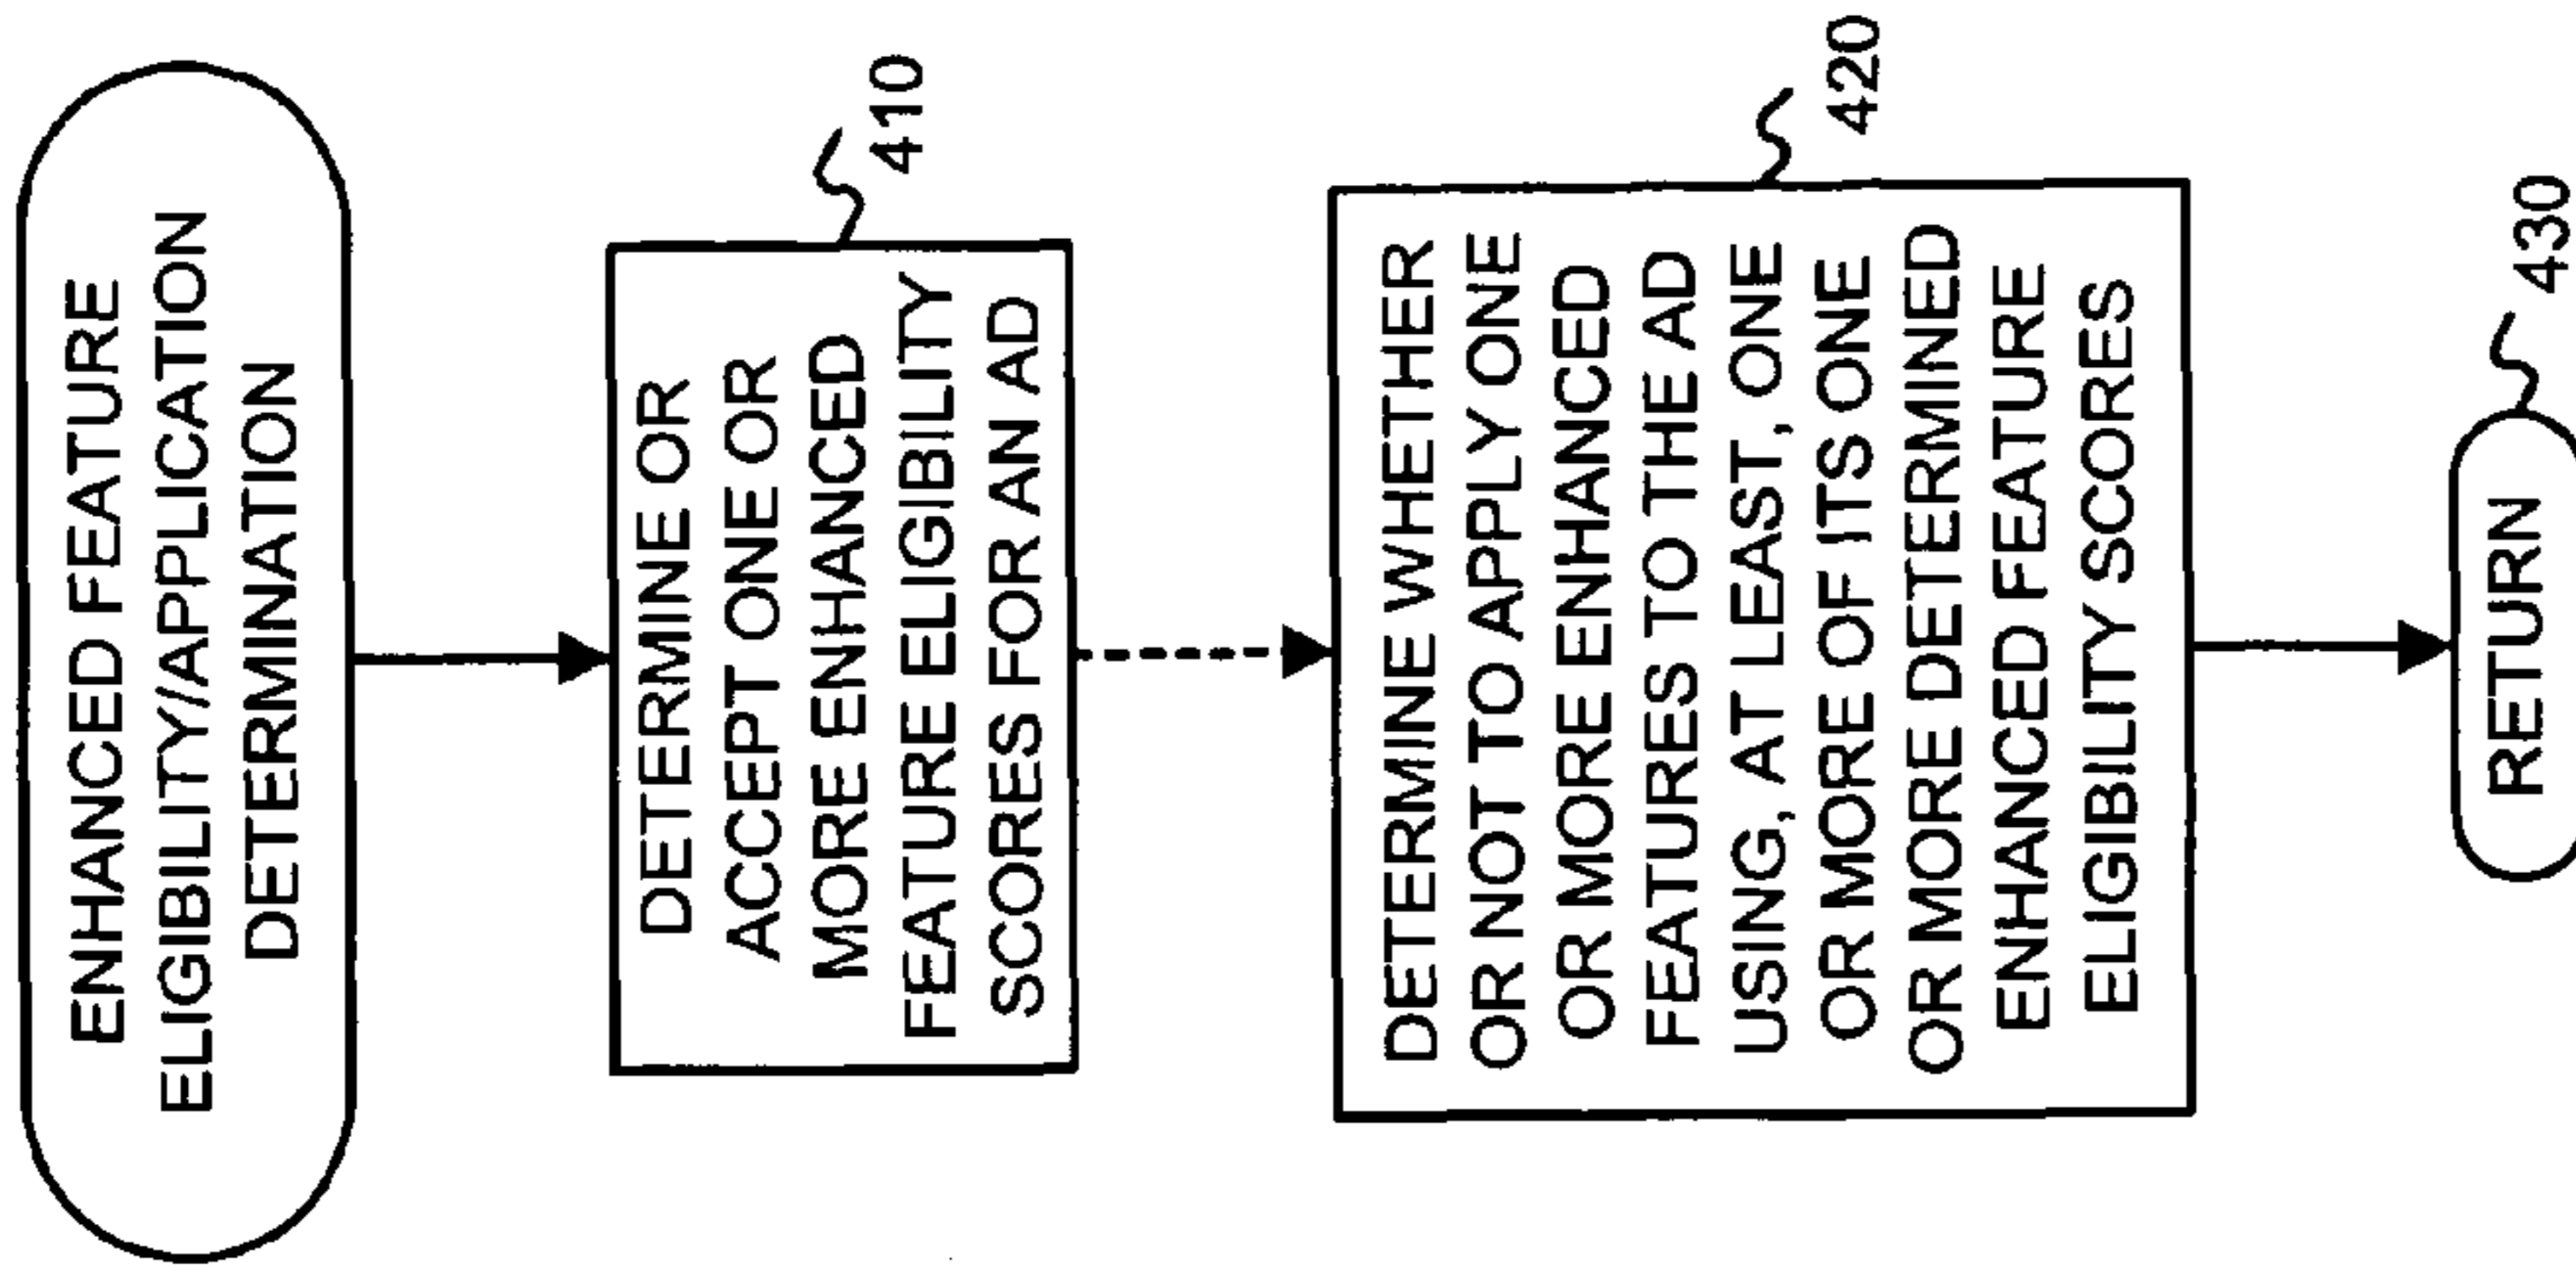 ENHANCED FEATURE
ELIGIBILITY/APPLICATION
DETERMINATION
DETERMINE OR
ACCEPT ONE OR
MORE ENHANCED
FEATURE ELIGIBILITY
SCORES FOR AN AD
410
DETERMINE WHETHER
OR NOT TO APPLY ONE
OR MORE ENHANCED
FEATURES TO THE AD
USING, AT LEAST, ONE
OR MORE OF ITS ONE
OR MORE DETERMINED
ENHANCED FEATURE
ELIGIBILITY SCORES
420
RETURN
430